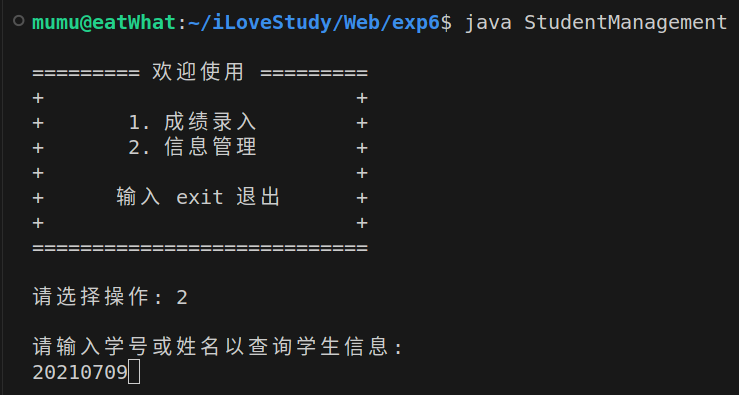 mumu@eatWhat:~/iLoveStudy/Web/exp6$ java StudentManagement
========= 欢迎使用 =========
+                          +
+       1. 成绩录入        +
+       2. 信息管理        +
+                          +
+      输入 exit 退出      +
+                          +
============================
请选择操作: 2
请输入学号或姓名以查询学生信息:
20210709